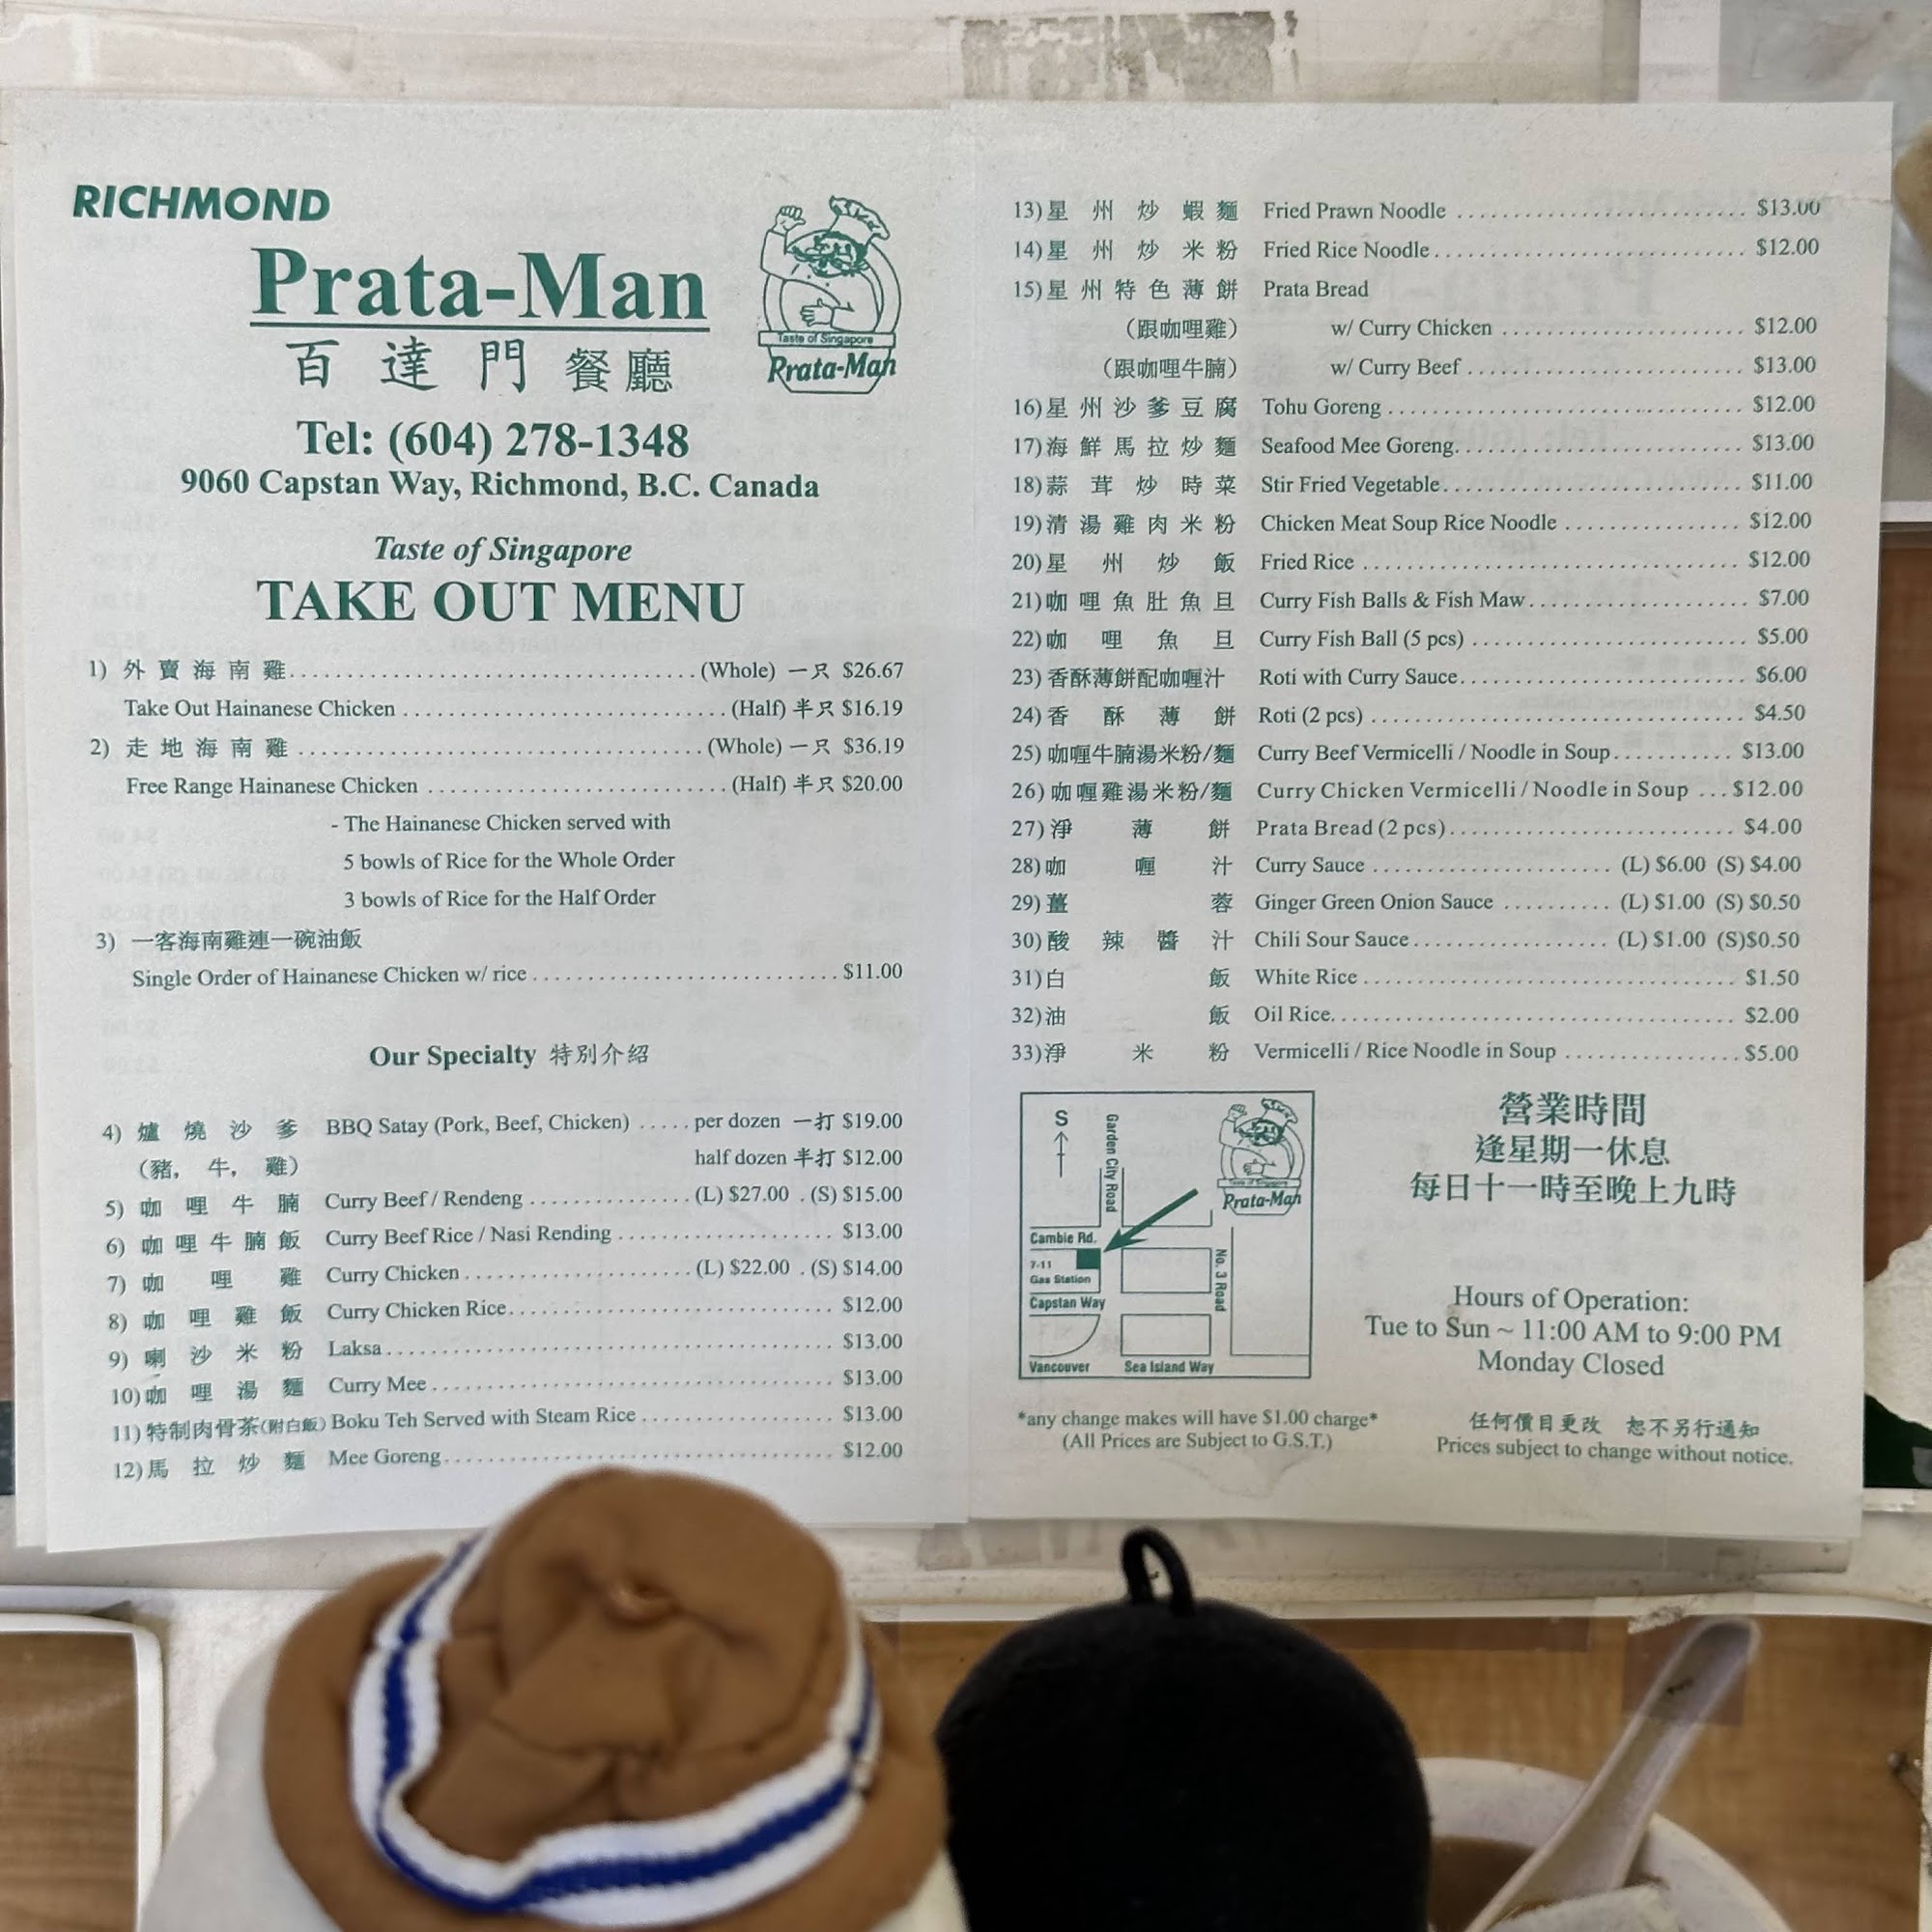 RICHMOND
Prata-Man
百達門餐廳
Taste of Singapore
Prata-Man
Tel: (604) 278-1348
9060 Capstan Way, Richmond, B.C. Canada
Taste of Singapore
TAKE OUT MENU
1) 外賣海南雞 (Whole) 一只 $26.67
Take Out Hainanese Chicken (Half) 半只 $16.19
2) 走地海南雞 (Whole) 一只 $36.19
Free Range Hainanese Chicken (Half) 半只 $20.00
- The Hainanese Chicken served with
5 bowls of Rice for the Whole Order
3 bowls of Rice for the Half Order
3) 一客海南雞連一碗油飯
Single Order of Hainanese Chicken w/ rice $11.00
Our Specialty 特別介紹
4) 爐燒沙爹 BBQ Satay (Pork, Beef, Chicken) per dozen 一打 $19.00
(豬, 牛, 雞) half dozen 半打 $12.00
5) 咖哩牛腩 Curry Beef / Rendeng (L) $27.00 . (S) $15.00
6) 咖哩牛腩飯 Curry Beef Rice / Nasi Rending $13.00
7) 咖哩雞 Curry Chicken (L) $22.00 . (S) $14.00
8) 咖哩雞飯 Curry Chicken Rice $12.00
9) 喇沙米粉 Laksa $13.00
10) 咖哩湯麵 Curry Mee $13.00
11) 特制肉骨茶(附白飯) Boku Teh Served with Steam Rice $13.00
12) 馬拉炒麵 Mee Goreng $12.00
13) 星州炒蝦麵 Fried Prawn Noodle $13.00
14) 星州炒米粉 Fried Rice Noodle $12.00
15) 星州特色薄餅 Prata Bread
(跟咖哩雞) w/ Curry Chicken $12.00
(跟咖哩牛腩) w/ Curry Beef $13.00
16) 星州沙爹豆腐 Tohu Goreng $12.00
17) 海鮮馬拉炒麵 Seafood Mee Goreng $13.00
18) 蒜茸炒時菜 Stir Fried Vegetable $11.00
19) 清湯雞肉米粉 Chicken Meat Soup Rice Noodle $12.00
20) 星州炒飯 Fried Rice $12.00
21) 咖哩魚肚魚旦 Curry Fish Balls & Fish Maw $7.00
22) 咖哩魚旦 Curry Fish Ball (5 pcs) $5.00
23) 香酥薄餅配咖喱汁 Roti with Curry Sauce $6.00
24) 香酥薄餅 Roti (2 pcs) $4.50
25) 咖喱牛腩湯米粉/麵 Curry Beef Vermicelli / Noodle in Soup $13.00
26) 咖喱雞湯米粉/麵 Curry Chicken Vermicelli / Noodle in Soup $12.00
27) 淨薄餅 Prata Bread (2 pcs) $4.00
28) 咖喱汁 Curry Sauce (L) $6.00 (S) $4.00
29) 薑蓉 Ginger Green Onion Sauce (L) $1.00 (S) $0.50
30) 酸辣醬汁 Chili Sour Sauce (L) $1.00 (S)$0.50
31) 白飯 White Rice $1.50
32) 油飯 Oil Rice $2.00
33) 淨米粉 Vermicelli / Rice Noodle in Soup $5.00
S
Garden City Road
Taste of Singapore
Prata-Man
Cambie Rd.
7-11
Gas Station
No. 3 Road
Capstan Way
Vancouver
Sea Island Way
營業時間
逢星期一休息
每日十一時至晚上九時
Hours of Operation:
Tue to Sun ~ 11:00 AM to 9:00 PM
Monday Closed
*any change makes will have $1.00 charge*
(All Prices are Subject to G.S.T.)
任何價目更改 恕不另行通知
Prices subject to change without notice.